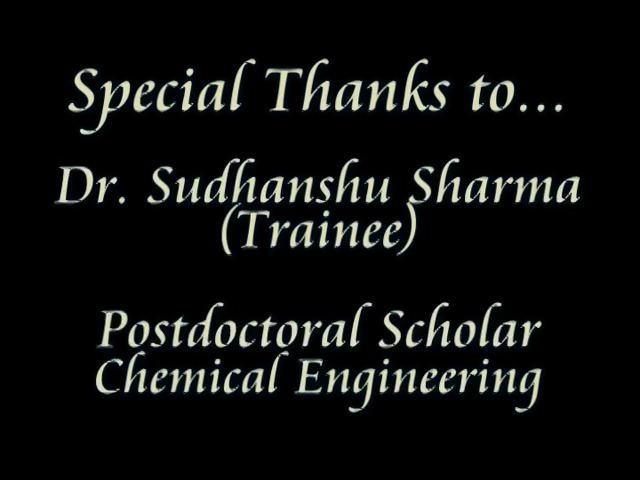 Special Thanks to...
Dr. Sudhanshu Sharma
(Trainee)
Postdoctoral Scholar
Chemical Engineering